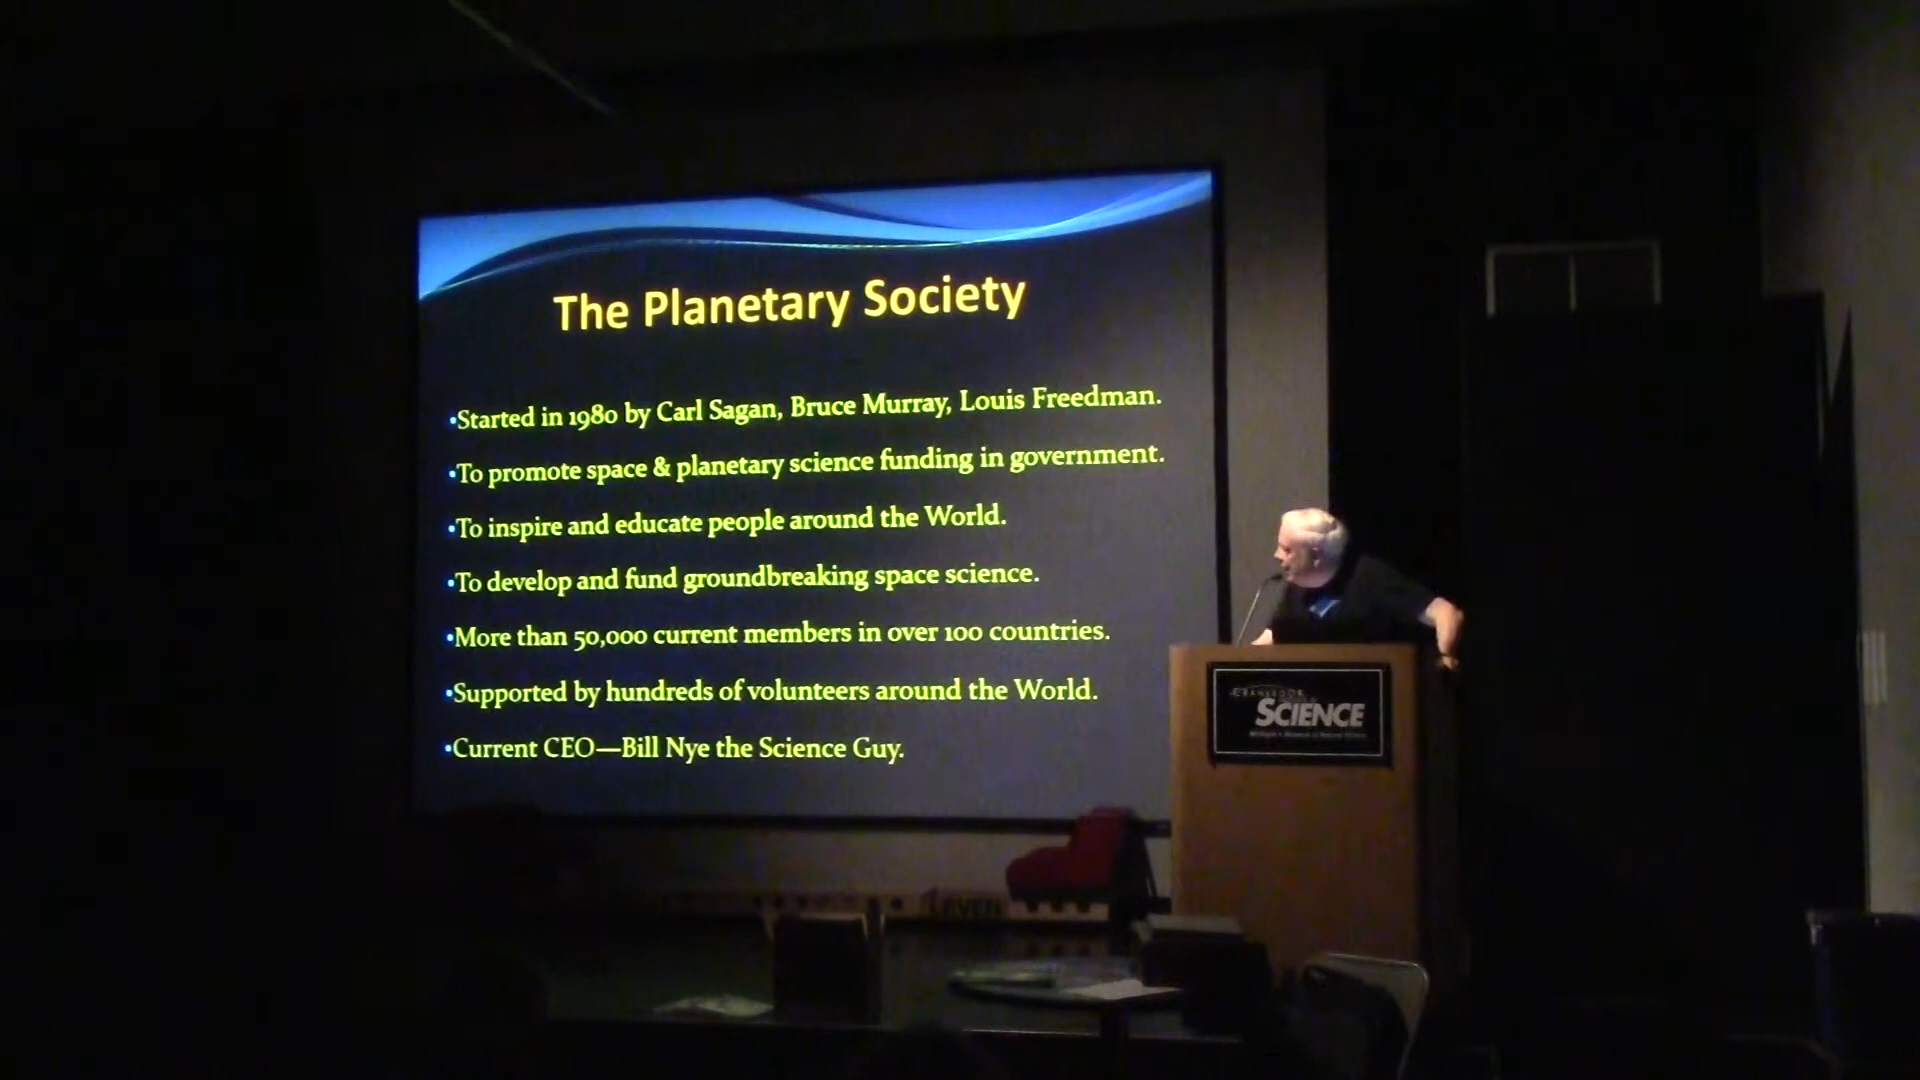 The Planetary Society
•Started in 1980 by Carl Sagan, Bruce Murray, Louis Freedman.
•To promote space & planetary science funding in government.
•To inspire and educate people around the World.
•To develop and fund groundbreaking space science.
•More than 50,000 current members in over 100 countries.
•Supported by hundreds of volunteers around the World.
•Current CEO—Bill Nye the Science Guy.
CRANBROOK
SCIENCE